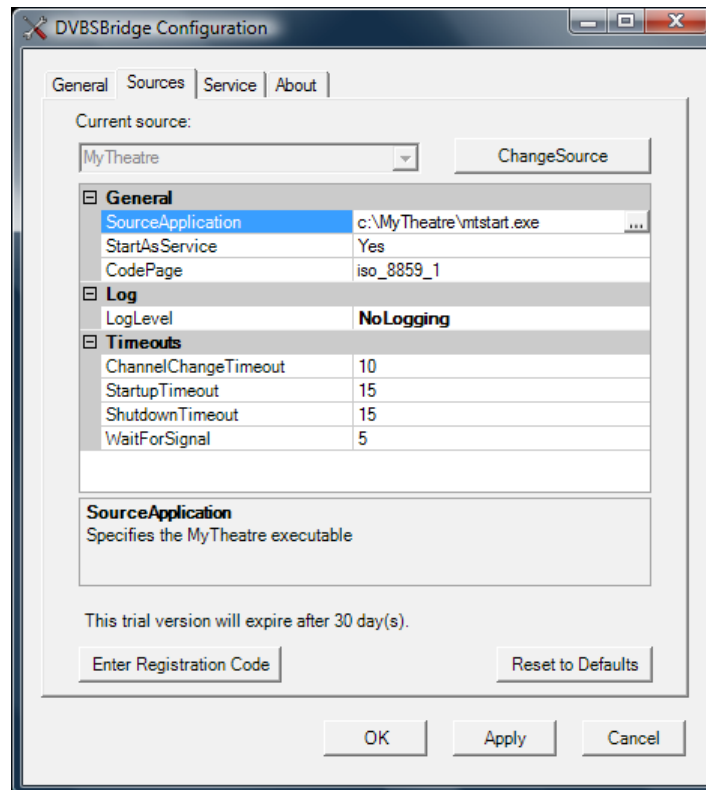 DVBSBridge Configuration
General Sources Service About
Current source:
MyTheatre ChangeSource
General
SourceApplication c:\MyTheatre\mtstart.exe ...
StartAsService Yes
CodePage iso_8859_1
Log
LogLevel NoLogging
Timeouts
ChannelChangeTimeout 10
StartupTimeout 15
ShutdownTimeout 15
WaitForSignal 5
SourceApplication
Specifies the MyTheatre executable
This trial version will expire after 30 day(s).
Enter Registration Code Reset to Defaults
OK Apply Cancel